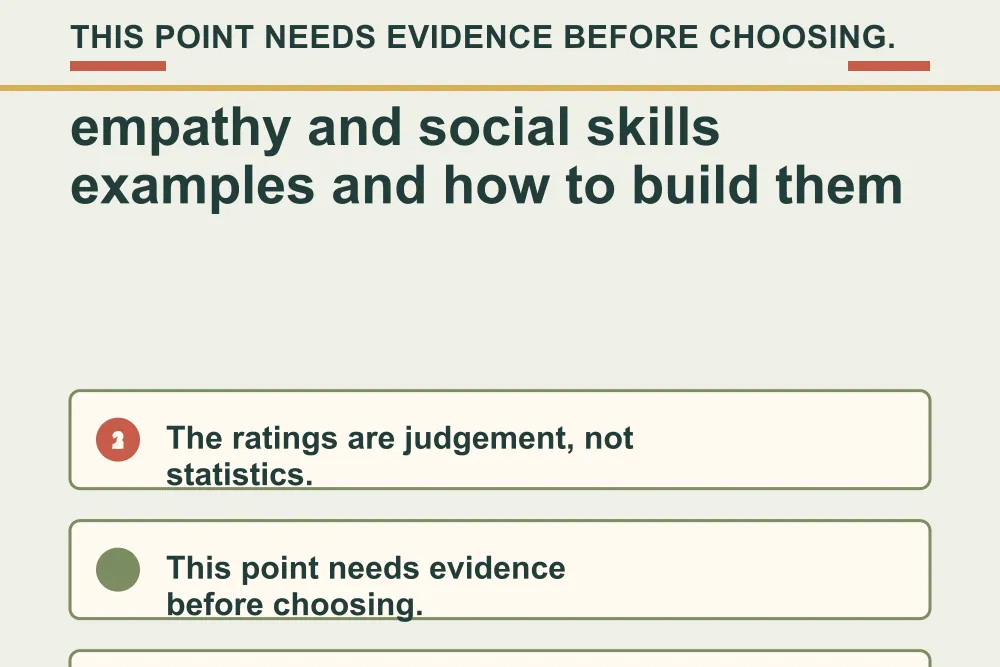 THIS POINT NEEDS EVIDENCE BEFORE CHOOSING.
empathy and social skills
examples and how to build them
The ratings are judgement, not
statistics.
This point needs evidence
before choosing.